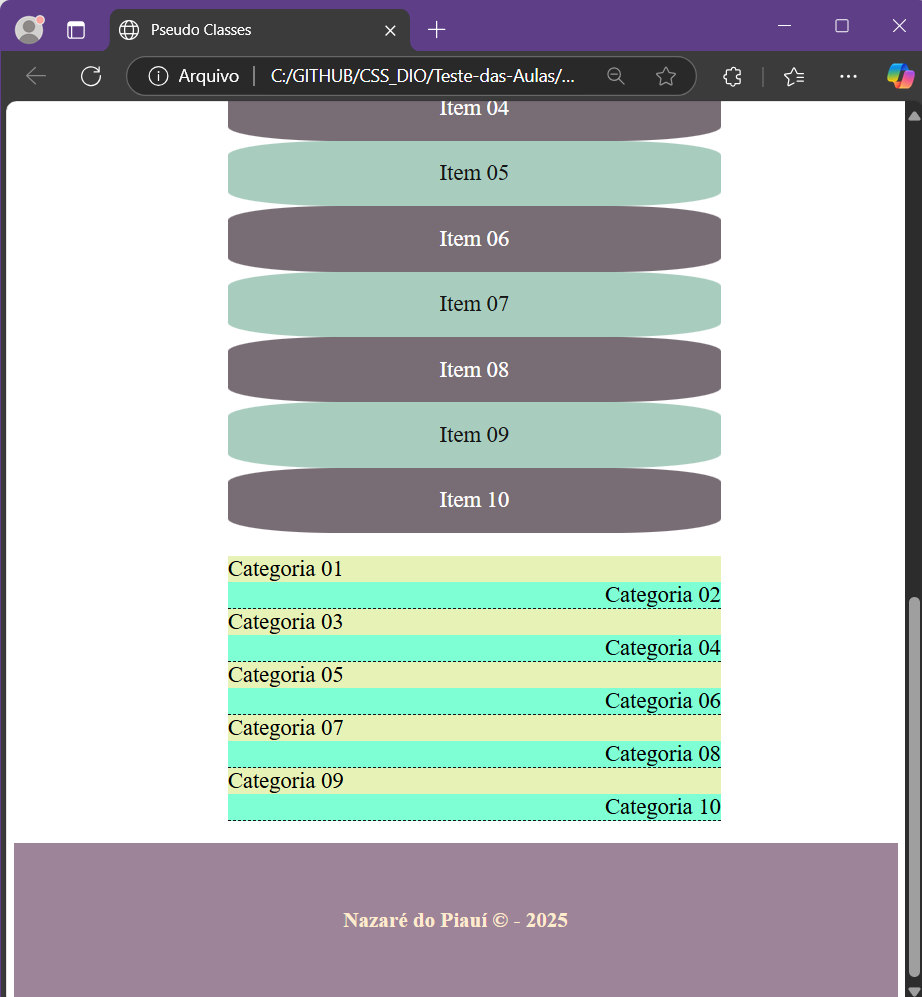 Pseudo Classes
Arquivo
C:/GITHUB/CSS_DIO/Teste-das-Aulas/...
Item 04
Item 05
Item 06
Item 07
Item 08
Item 09
Item 10
Categoria 01
Categoria 02
Categoria 03
Categoria 04
Categoria 05
Categoria 06
Categoria 07
Categoria 08
Categoria 09
Categoria 10
Nazaré do Piauí © - 2025